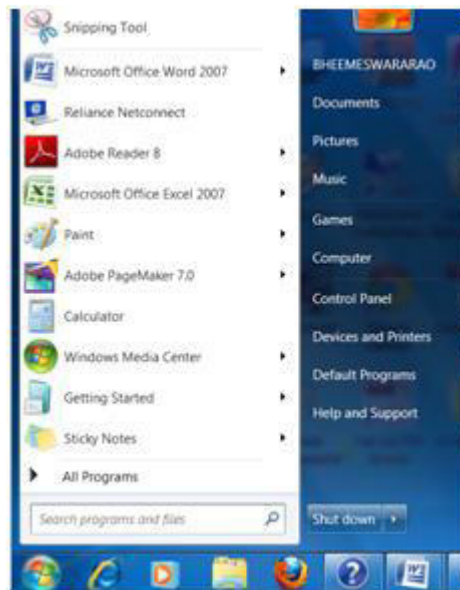 Snipping Tool
Microsoft Office Word 2007
Reliance Netconnect
Adobe Reader 8
Microsoft Office Excel 2007
Paint
Adobe PageMaker 7.0
Calculator
Windows Media Center
Getting Started
Sticky Notes
All Programs
Search programs and files
BHEEMESWARARAO
Documents
Pictures
Music
Games
Computer
Control Panel
Devices and Printers
Default Programs
Help and Support
Shut down